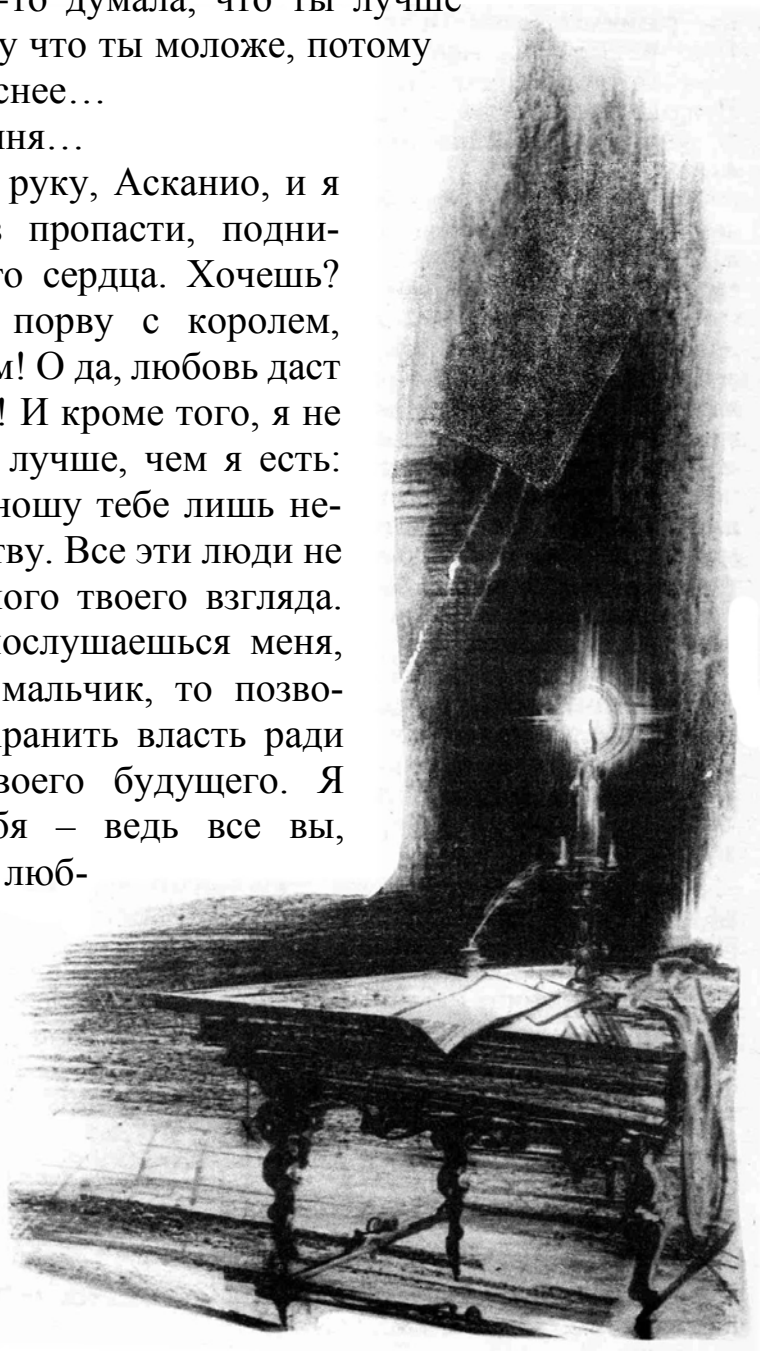 -то думала, что ты лучше
у что ты моложе, потому
снее…
ня…
руку, Асканио, и я
пропасти, подни-
го сердца. Хочешь?
порву с королем,
м! О да, любовь даст
! И кроме того, я не
лучше, чем я есть:
ношу тебе лишь не-
тву. Все эти люди не
ного твоего взгляда.
послушаешься меня,
мальчик, то позво-
хранить власть ради
воего будущего. Я
бя – ведь все вы,
люб-